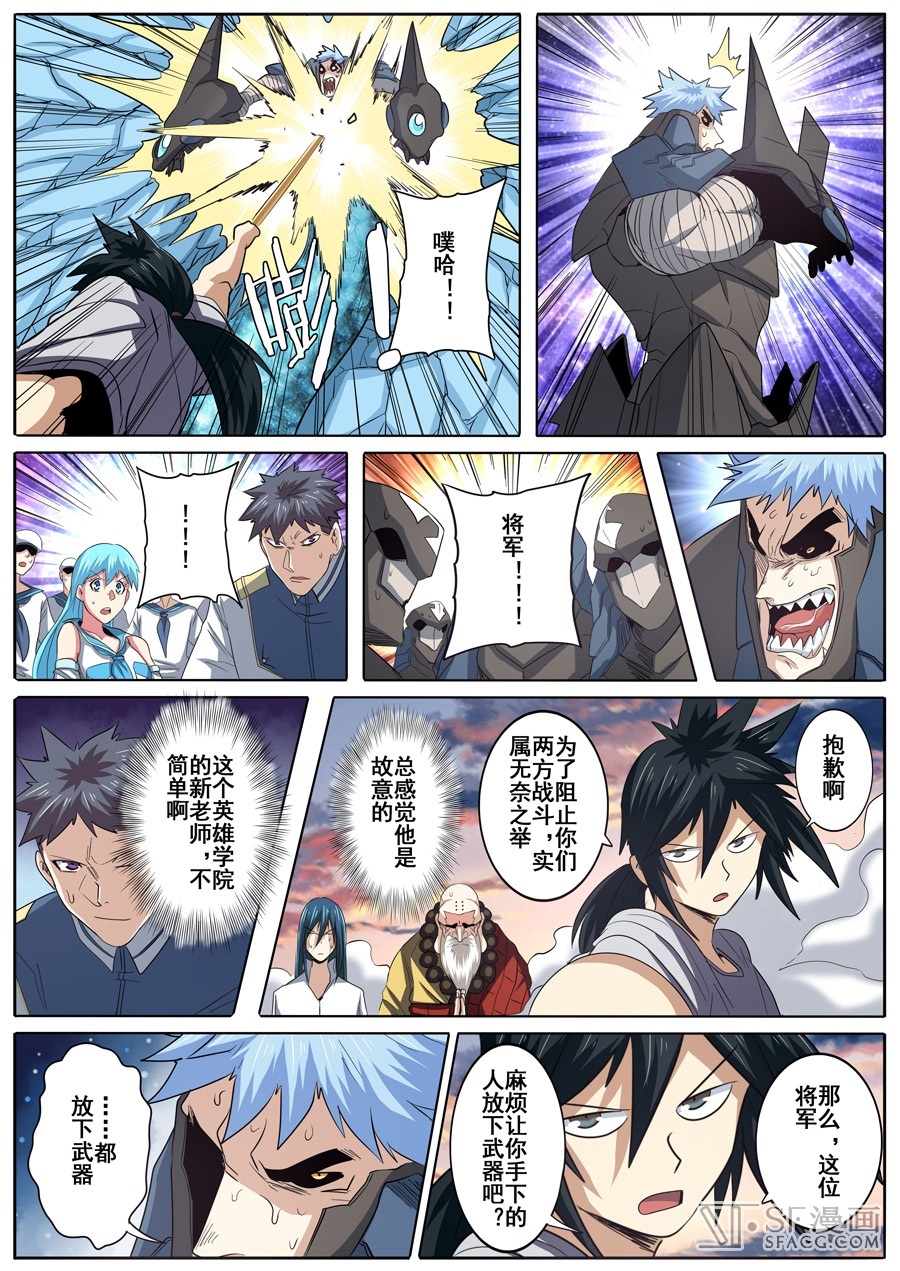 噗哈！！
嘭！！
将军！！！
！！！
抱歉啊
为了阻止你们
两方战斗，实
属无奈之举
总感觉他是
故意的
这个英雄学院
的新老师，不
简单啊
那么，这位
将军
麻烦让你手下的
人放下武器吧？
……都
放下武器
SF漫画
SFACG.COM